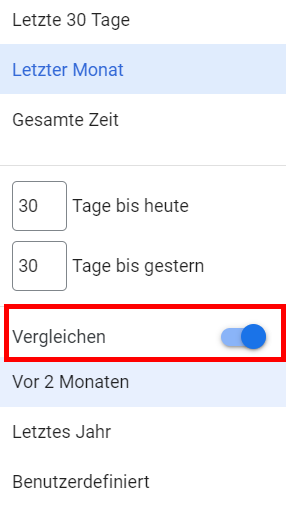 Letzte 30 Tage
Letzter Monat
Gesamte Zeit
30 Tage bis heute
30 Tage bis gestern
Vergleichen
Vor 2 Monaten
Letztes Jahr
Benutzerdefiniert